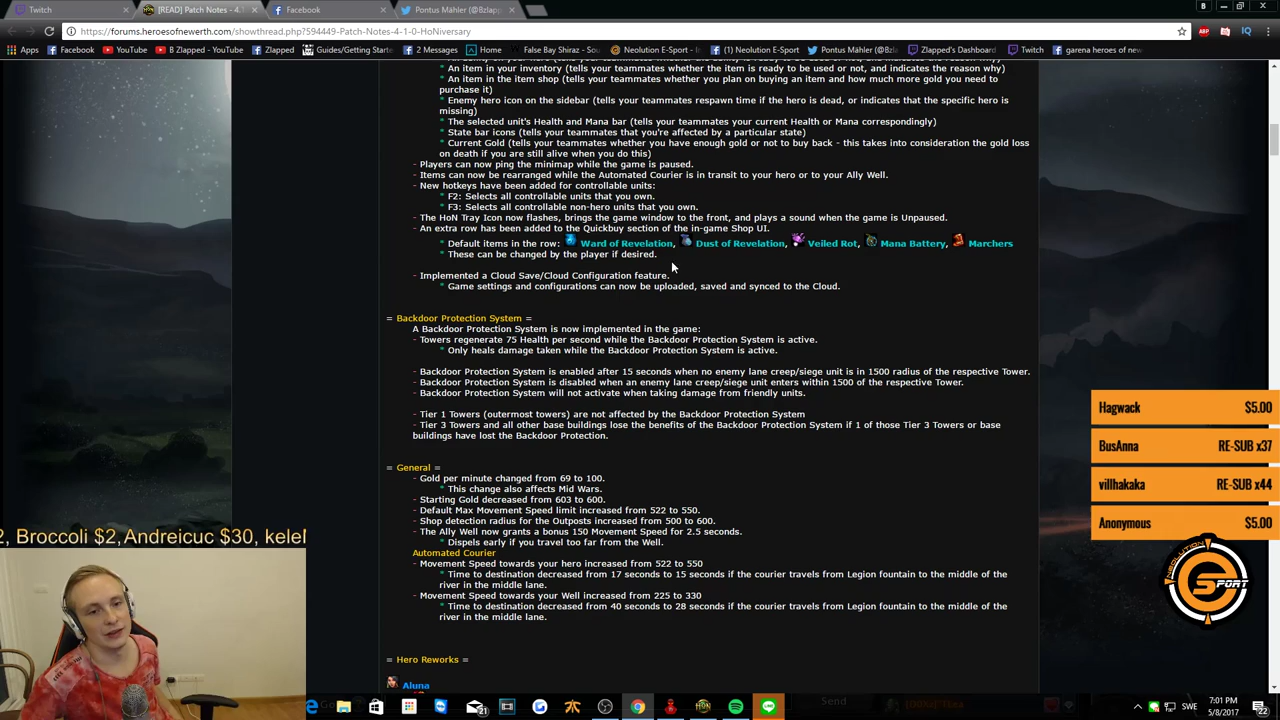 Twitch
[READ] Patch Notes - 4.1
Facebook
Pontus Mähler (@Bzlapp
B
https://forums.heroesofnewerth.com/showthread.php?594449-Patch-Notes-4-1-0-HoNiversary
Apps Facebook YouTube B Zlapped - YouTube Guides/Getting Starte 2 Messages Home False Bay Shiraz - Sou Neolution E-Sport - (1) Neolution E-Sport Pontus Mähler (@Bzla Zlapped's Dashboard Twitch garena heroes of new
* An item in your inventory (tells your teammates whether the item is ready to be used or not, and indicates the reason why)
* An item in the item shop (tells your teammates whether you plan on buying an item and how much more gold you need to
purchase it)
* Enemy hero icon on the sidebar (tells your teammates respawn time if the hero is dead, or indicates that the specific hero is
missing)
* The selected unit's Health and Mana bar (tells your teammates your current Health or Mana correspondingly)
* State bar icons (tells your teammates that you're affected by a particular state)
* Current Gold (tells your teammates whether you have enough gold or not to buy back - this takes into consideration the gold loss
on death if you are still alive when you do this)
- Players can now ping the minimap while the game is paused.
- Items can now be rearranged while the Automated Courier is in transit to your hero or to your Ally Well.
- New hotkeys have been added for controllable units:
* F2: Selects all controllable units that you own.
* F3: Selects all controllable non-hero units that you own.
- The HoN Tray Icon now flashes, brings the game window to the front, and plays a sound when the game is Unpaused.
- An extra row has been added to the Quickbuy section of the in-game Shop UI.
* Default items in the row: Ward of Revelation, Dust of Revelation, Veiled Rot, Mana Battery, Marchers
* These can be changed by the player if desired.
- Implemented a Cloud Save/Cloud Configuration feature.
* Game settings and configurations can now be uploaded, saved and synced to the Cloud.
= Backdoor Protection System =
A Backdoor Protection System is now implemented in the game:
- Towers regenerate 75 Health per second while the Backdoor Protection System is active.
* Only heals damage taken while the Backdoor Protection System is active.
- Backdoor Protection System is enabled after 15 seconds when no enemy lane creep/siege unit is in 1500 radius of the respective Tower.
- Backdoor Protection System is disabled when an enemy lane creep/siege unit enters within 1500 of the respective Tower.
- Backdoor Protection System will not activate when taking damage from friendly units.
- Tier 1 Towers (outermost towers) are not affected by the Backdoor Protection System
- Tier 3 Towers and all other base buildings lose the benefits of the Backdoor Protection System if 1 of those Tier 3 Towers or base
buildings have lost the Backdoor Protection.
= General =
- Gold per minute changed from 69 to 100.
* This change also affects Mid Wars.
- Starting Gold decreased from 603 to 600.
- Default Max Movement Speed limit increased from 522 to 550.
- Shop detection radius for the Outposts increased from 500 to 600.
- The Ally Well now grants a bonus 150 Movement Speed for 2.5 seconds.
* Dispels early if you travel too far from the Well.
Automated Courier
- Movement Speed towards your hero increased from 522 to 550
* Time to destination decreased from 17 seconds to 15 seconds if the courier travels from Legion fountain to the middle of the
river in the middle lane.
- Movement Speed towards your Well increased from 225 to 330
* Time to destination decreased from 40 seconds to 28 seconds if the courier travels from Legion fountain to the middle of the
river in the middle lane.
= Hero Reworks =
Aluna
Hagwack $5.00
BusAnna RE-SUB x37
villhakaka RE-SUB x44
Anonymous $5.00
2, Broccoli $2, Andreicuc $30, kelel
NEOLUTION
SPORT
Send
SWE
7:01 PM
5/8/2017
22